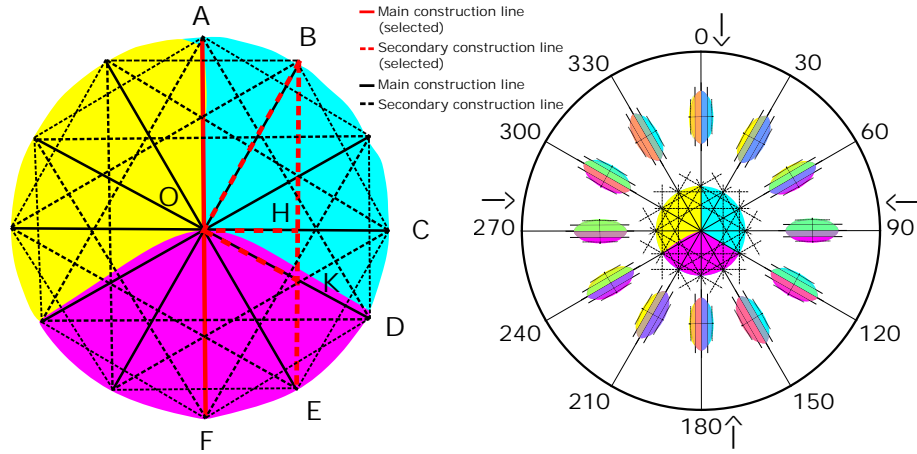 A
B
O
H
C
K
D
E
F
Main construction line
(selected)
Secondary construction line
(selected)
Main construction line
Secondary construction line
0
30
60
90
120
150
180
210
240
270
300
330